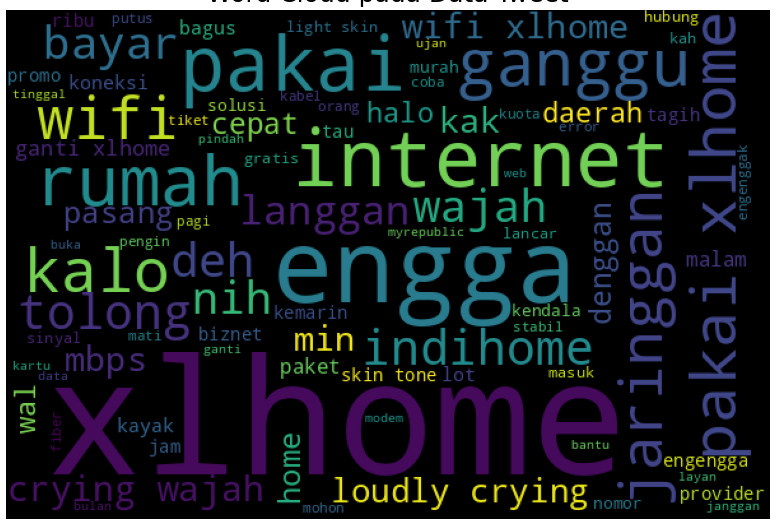 Word Cloud pada Data Tweet
ribu
putus
bagus
light skin
wifi xlhome
hubung
bayar
pakai
ujan
ganggu
kah
promo
koneksi
murah
coba
tinggal
wifi
tiket
solusi
kabel
orang
halo
kak
kuota
daerah
tagih
cepat
tau
pindah
error
ganti xlhome
gratis
internet
web
rumah
pasang
pagi
langgan
wajah
myrepublic
lancar
denggan
jaringgan
pakai xlhome
engenggak
buka
pengin
kalo
deh
engga
malam
tolong
nih
kemarin
kendala
stabil
sinyal
mati
biznet
min
indihome
ganti
kartu
data
mbps
paket
skin tone
lot
masuk
xlhome
wal
kayak
jam
fiber
modem
bantu
home
crying wajah
bulan
mohon
loudly crying
nomor
engengga
layan
provider
janggan